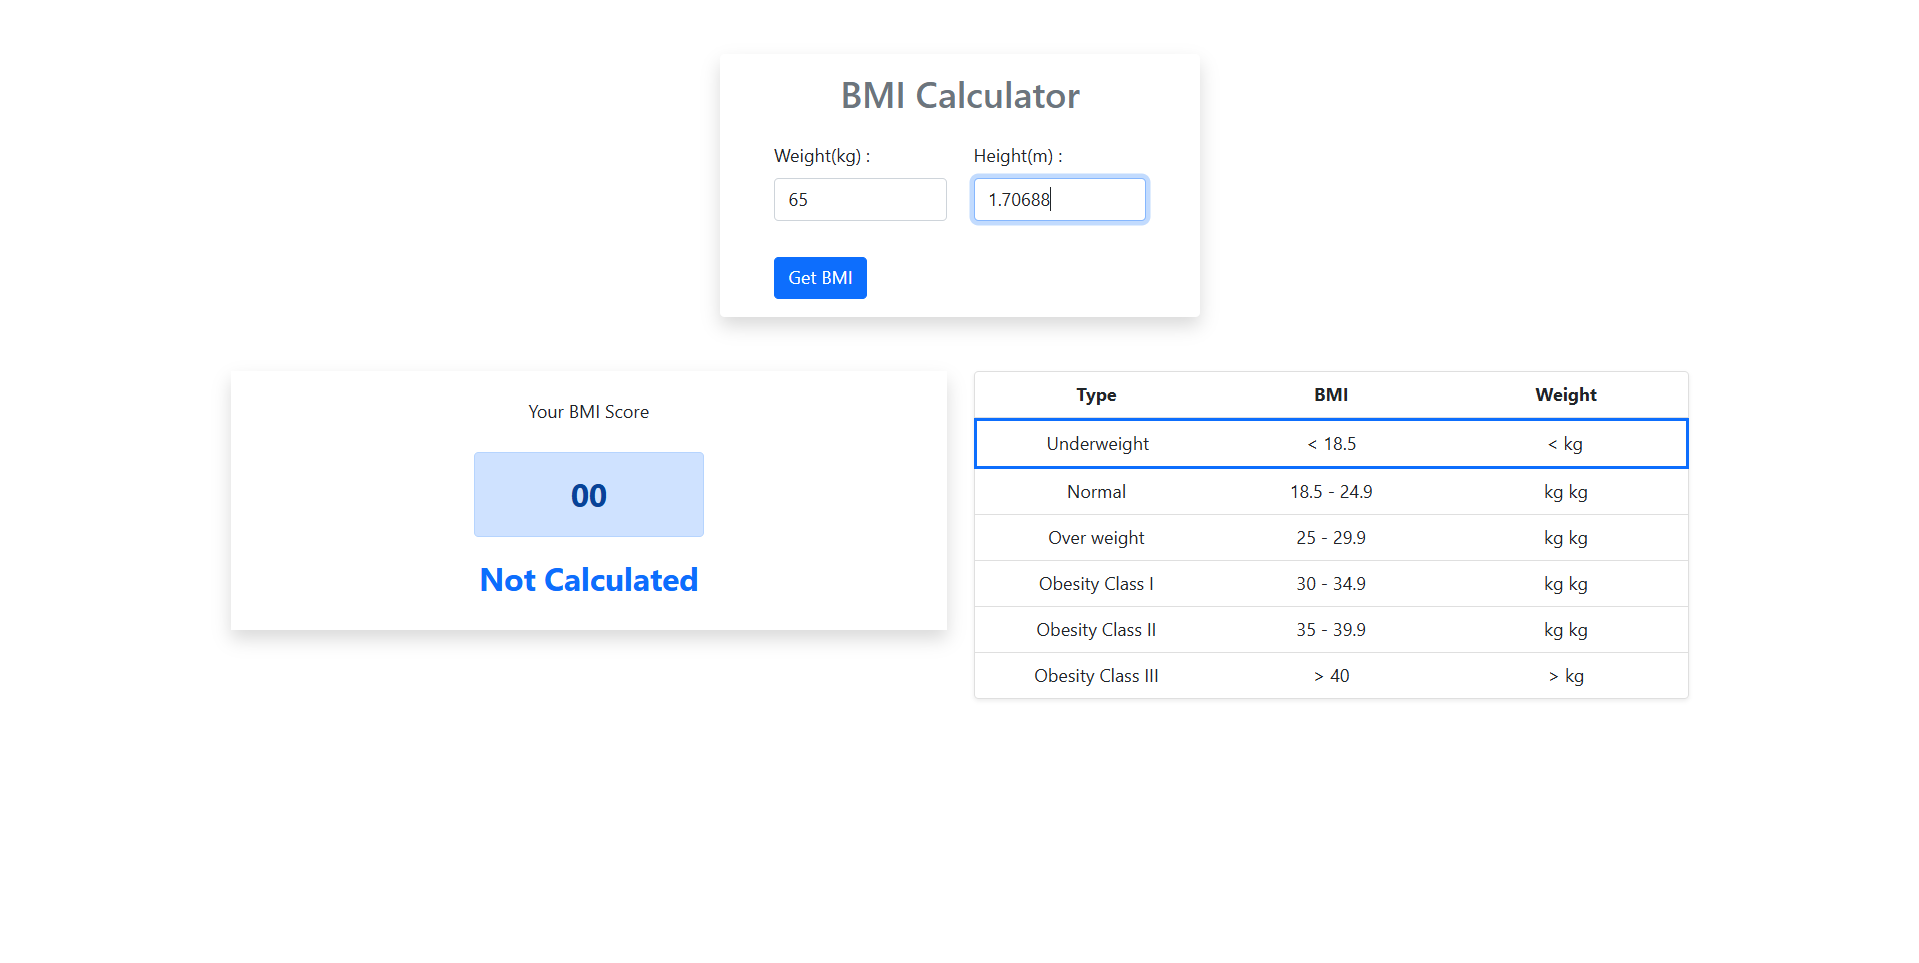 BMI Calculator
Weight(kg) : Height(m) :
65 1.70688
Get BMI
Your BMI Score
00
Not Calculated
Type BMI Weight
Underweight < 18.5 < kg
Normal 18.5 - 24.9 kg kg
Over weight 25 - 29.9 kg kg
Obesity Class I 30 - 34.9 kg kg
Obesity Class II 35 - 39.9 kg kg
Obesity Class III > 40 > kg